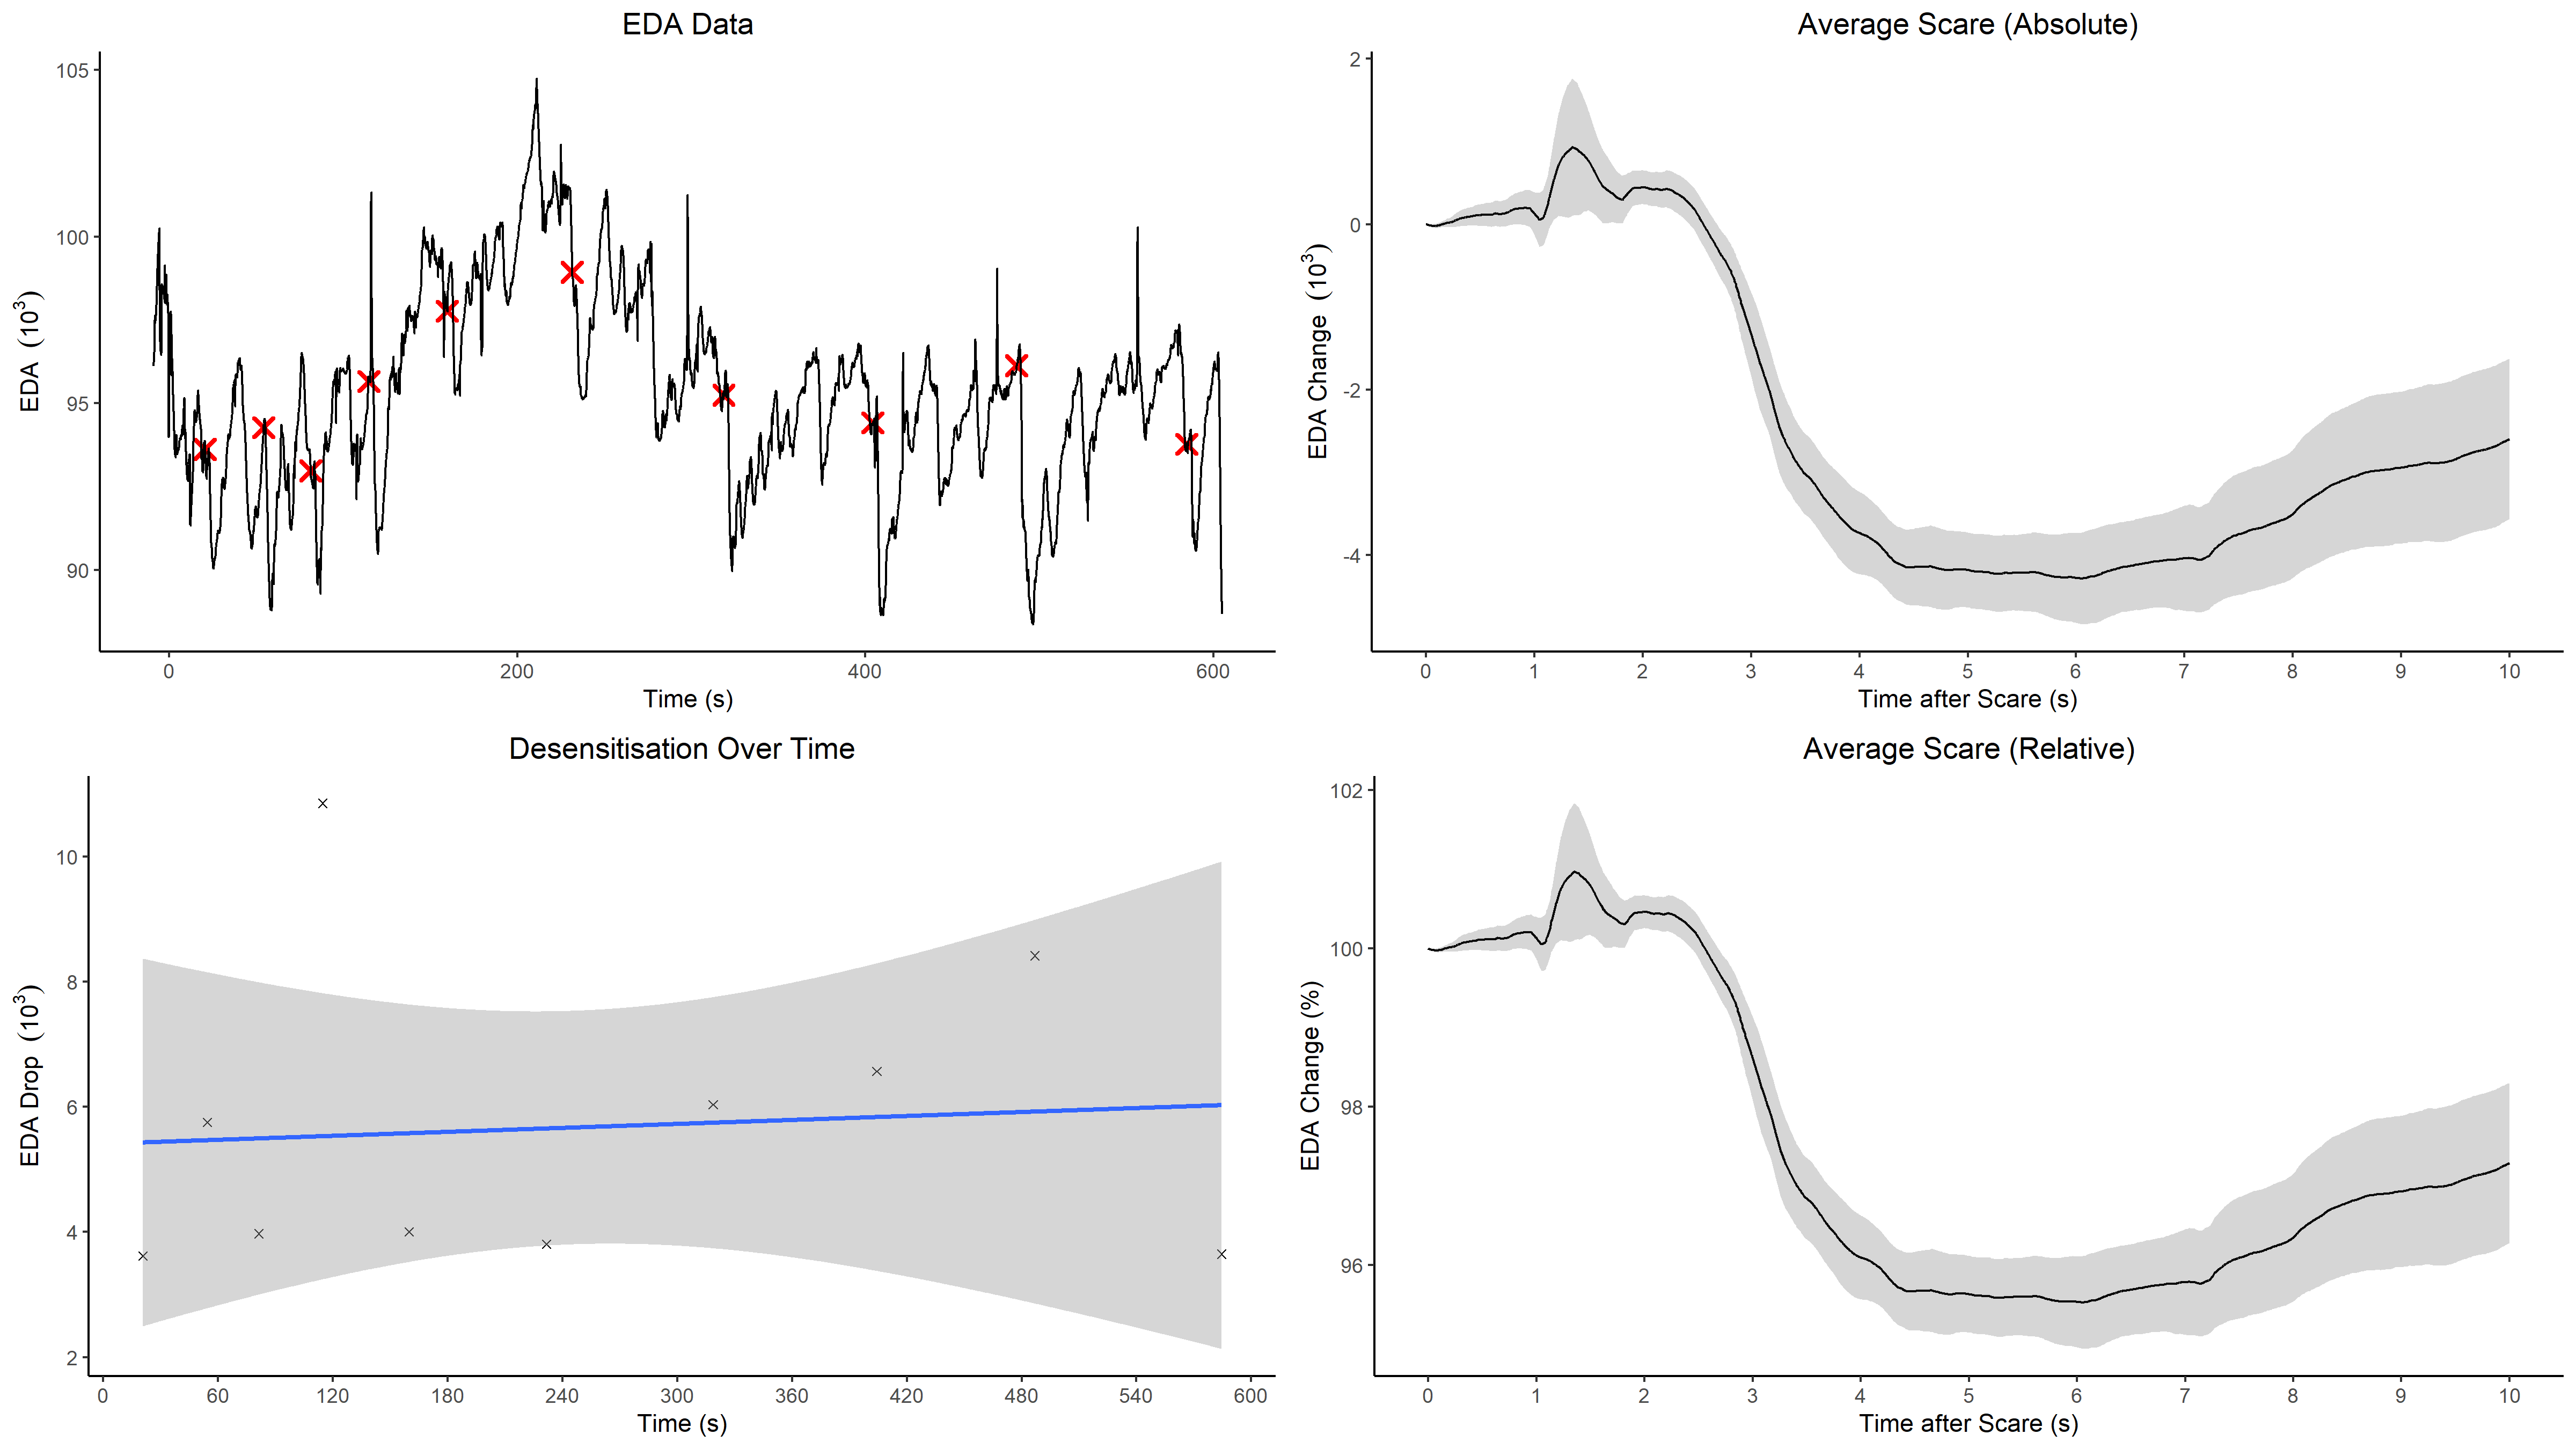 EDA Data
105
100
95
90
EDA (10³)
0 200 400 600
Time (s)
Average Scare (Absolute)
2
0
-2
-4
EDA Change (10³)
0 1 2 3 4 5 6 7 8 9 10
Time after Scare (s)
Desensitisation Over Time
10
8
6
4
2
EDA Drop (10³)
0 60 120 180 240 300 360 420 480 540 600
Time (s)
Average Scare (Relative)
102
100
98
96
EDA Change (%)
0 1 2 3 4 5 6 7 8 9 10
Time after Scare (s)